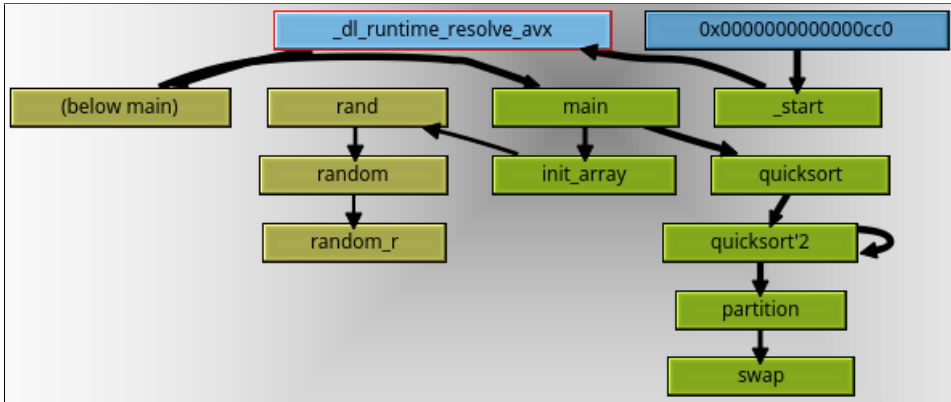 _dl_runtime_resolve_avx
0x0000000000000cc0
(below main)
rand
main
_start
random
init_array
quicksort
random_r
quicksort'2
partition
swap